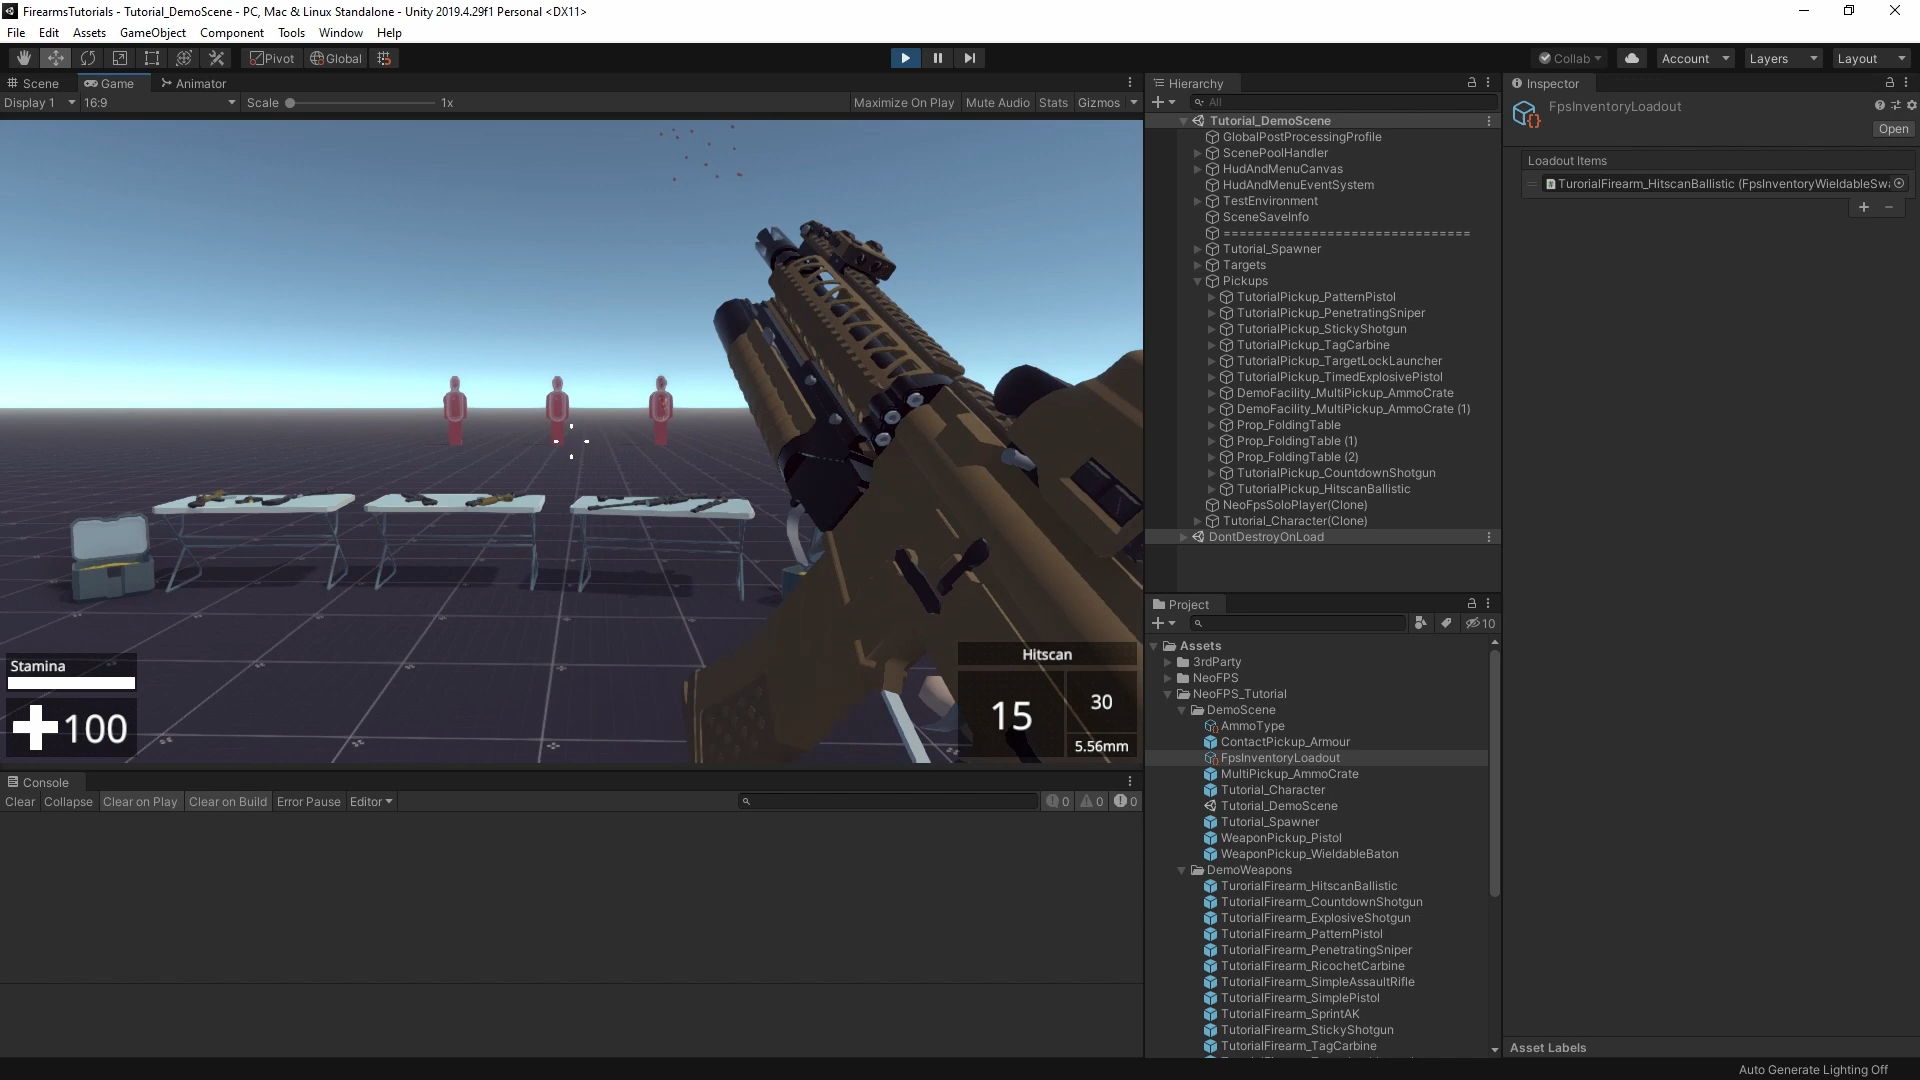 FirearmsTutorials - Tutorial_DemoScene - PC, Mac & Linux Standalone - Unity 2019.4.29f1 Personal <DX11>
File Edit Assets GameObject Component Tools Window Help
Pivot Global Collab Account Layers Layout
Scene Game Animator
Display 1 16:9 Scale 1x Maximize On Play Mute Audio Stats Gizmos
Stamina
100
Hitscan
15
30
5.56mm
Console
Clear Collapse Clear on Play Clear on Build Error Pause Editor 0 0 0
Hierarchy
All
Tutorial_DemoScene
GlobalPostProcessingProfile
ScenePoolHandler
HudAndMenuCanvas
HudAndMenuEventSystem
TestEnvironment
SceneSaveInfo
===============================
Tutorial_Spawner
Targets
Pickups
TutorialPickup_PatternPistol
TutorialPickup_PenetratingSniper
TutorialPickup_StickyShotgun
TutorialPickup_TagCarbine
TutorialPickup_TargetLockLauncher
TutorialPickup_TimedExplosivePistol
DemoFacility_MultiPickup_AmmoCrate
DemoFacility_MultiPickup_AmmoCrate (1)
Prop_FoldingTable
Prop_FoldingTable (1)
Prop_FoldingTable (2)
TutorialPickup_CountdownShotgun
TutorialPickup_HitscanBallistic
NeoFpsSoloPlayer(Clone)
Tutorial_Character(Clone)
DontDestroyOnLoad
Project
10
Assets
3rdParty
NeoFPS
NeoFPS_Tutorial
DemoScene
AmmoType
ContactPickup_Armour
FpsInventoryLoadout
MultiPickup_AmmoCrate
Tutorial_Character
Tutorial_DemoScene
Tutorial_Spawner
WeaponPickup_Pistol
WeaponPickup_WieldableBaton
DemoWeapons
TurorialFirearm_HitscanBallistic
TutorialFirearm_CountdownShotgun
TutorialFirearm_ExplosiveShotgun
TutorialFirearm_PatternPistol
TutorialFirearm_PenetratingSniper
TutorialFirearm_RicochetCarbine
TutorialFirearm_SimpleAssaultRifle
TutorialFirearm_SimplePistol
TutorialFirearm_SprintAK
TutorialFirearm_StickyShotgun
TutorialFirearm_TagCarbine
Inspector
FpsInventoryLoadout
Open
Loadout Items
TurorialFirearm_HitscanBallistic (FpsInventoryWieldableSwa
Asset Labels
Auto Generate Lighting Off